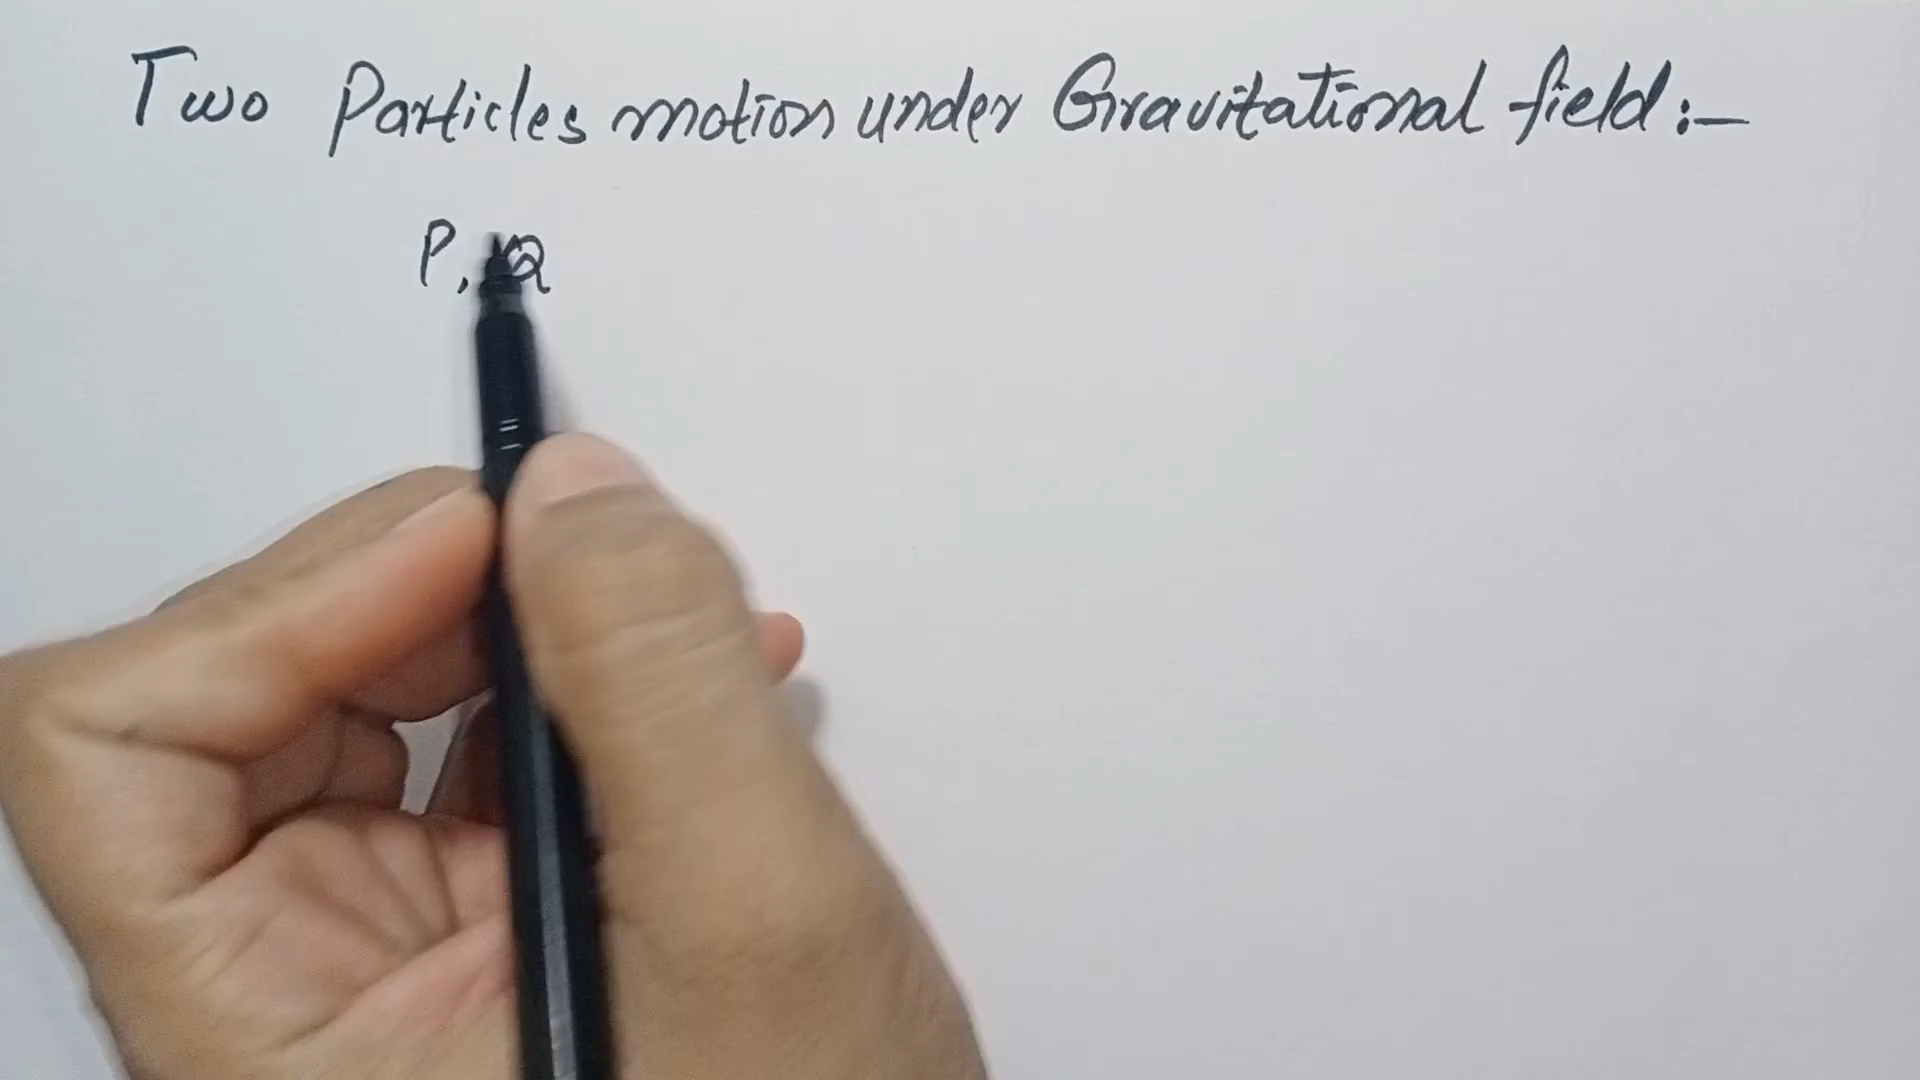 Two Particles motion under Gravitational field:-
P, Q